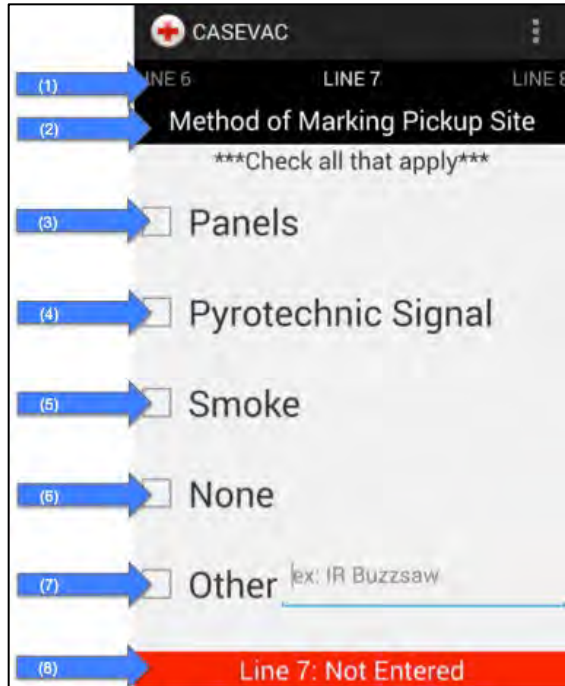 CASEVAC
(1) LINE 6 LINE 7 LINE 8
(2) Method of Marking Pickup Site
***Check all that apply***
(3) Panels
(4) Pyrotechnic Signal
(5) Smoke
(6) None
(7) Other ex: IR Buzzsaw
(8) Line 7: Not Entered